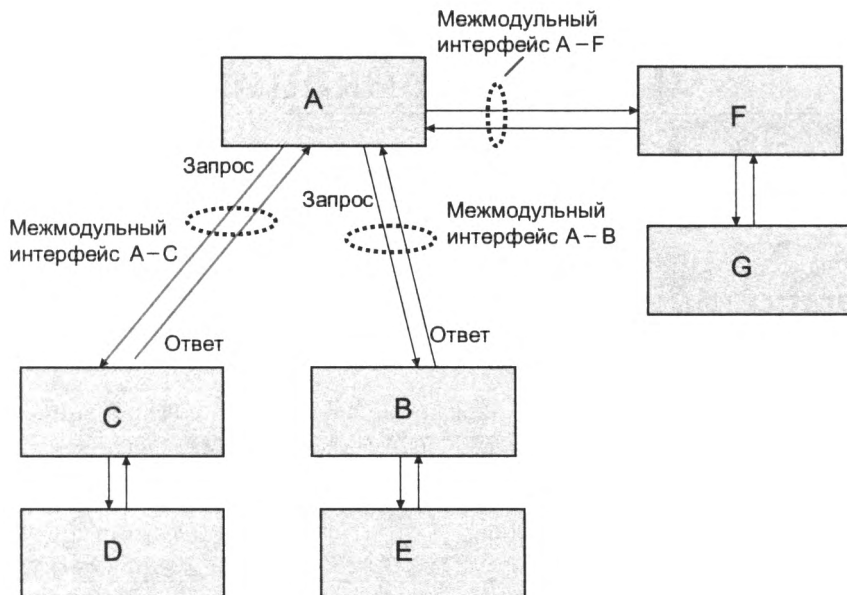 Межмодульный
интерфейс A – F
A
F
Запрос
Запрос
Межмодульный
интерфейс A – C
Межмодульный
интерфейс A – B
G
Ответ
Ответ
C
B
D
E